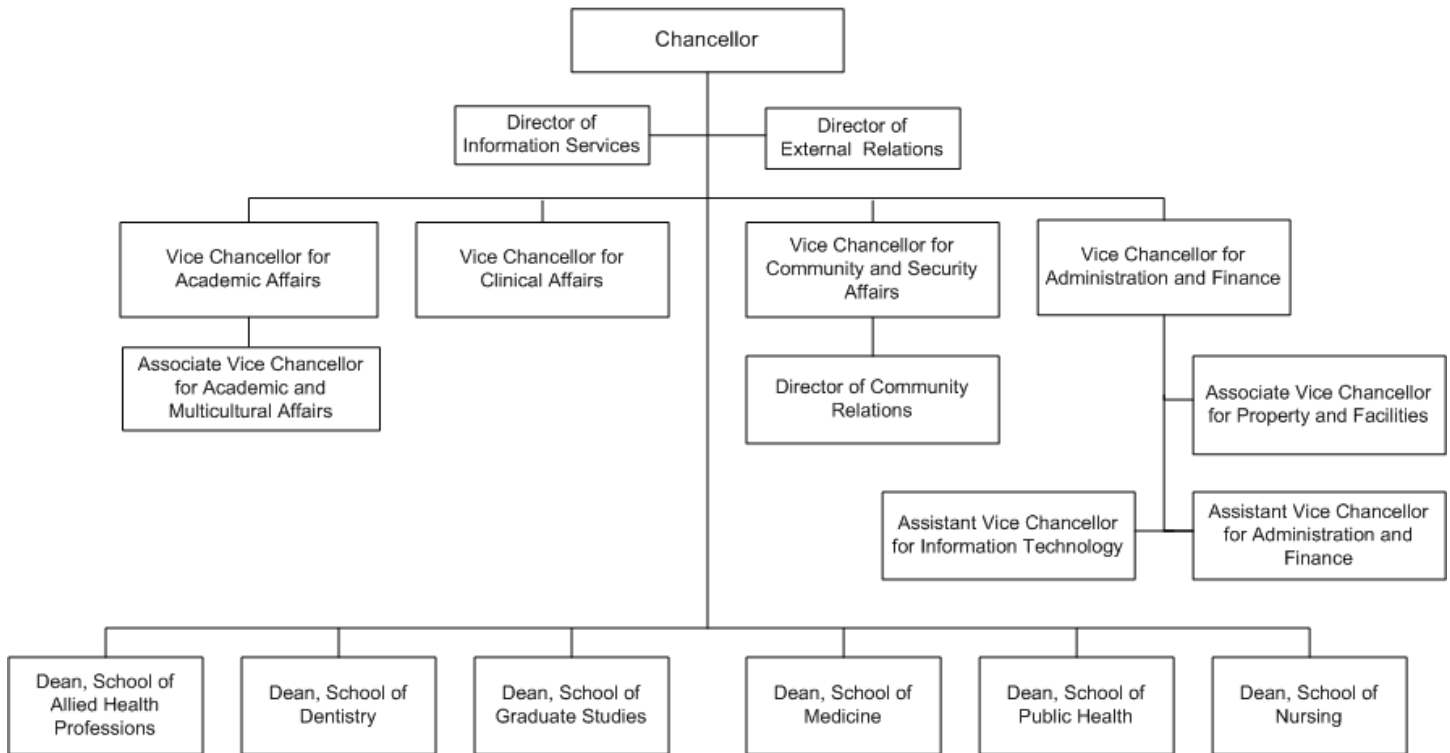 Chancellor
Director of
Information Services
Director of
External Relations
Vice Chancellor for
Academic Affairs
Vice Chancellor for
Clinical Affairs
Vice Chancellor for
Community and Security
Affairs
Vice Chancellor for
Administration and Finance
Associate Vice Chancellor
for Academic and
Multicultural Affairs
Director of Community
Relations
Associate Vice Chancellor
for Property and Facilities
Assistant Vice Chancellor
for Information Technology
Assistant Vice Chancellor
for Administration and
Finance
Dean, School of
Allied Health
Professions
Dean, School of
Dentistry
Dean, School of
Graduate Studies
Dean, School of
Medicine
Dean, School of
Public Health
Dean, School of
Nursing